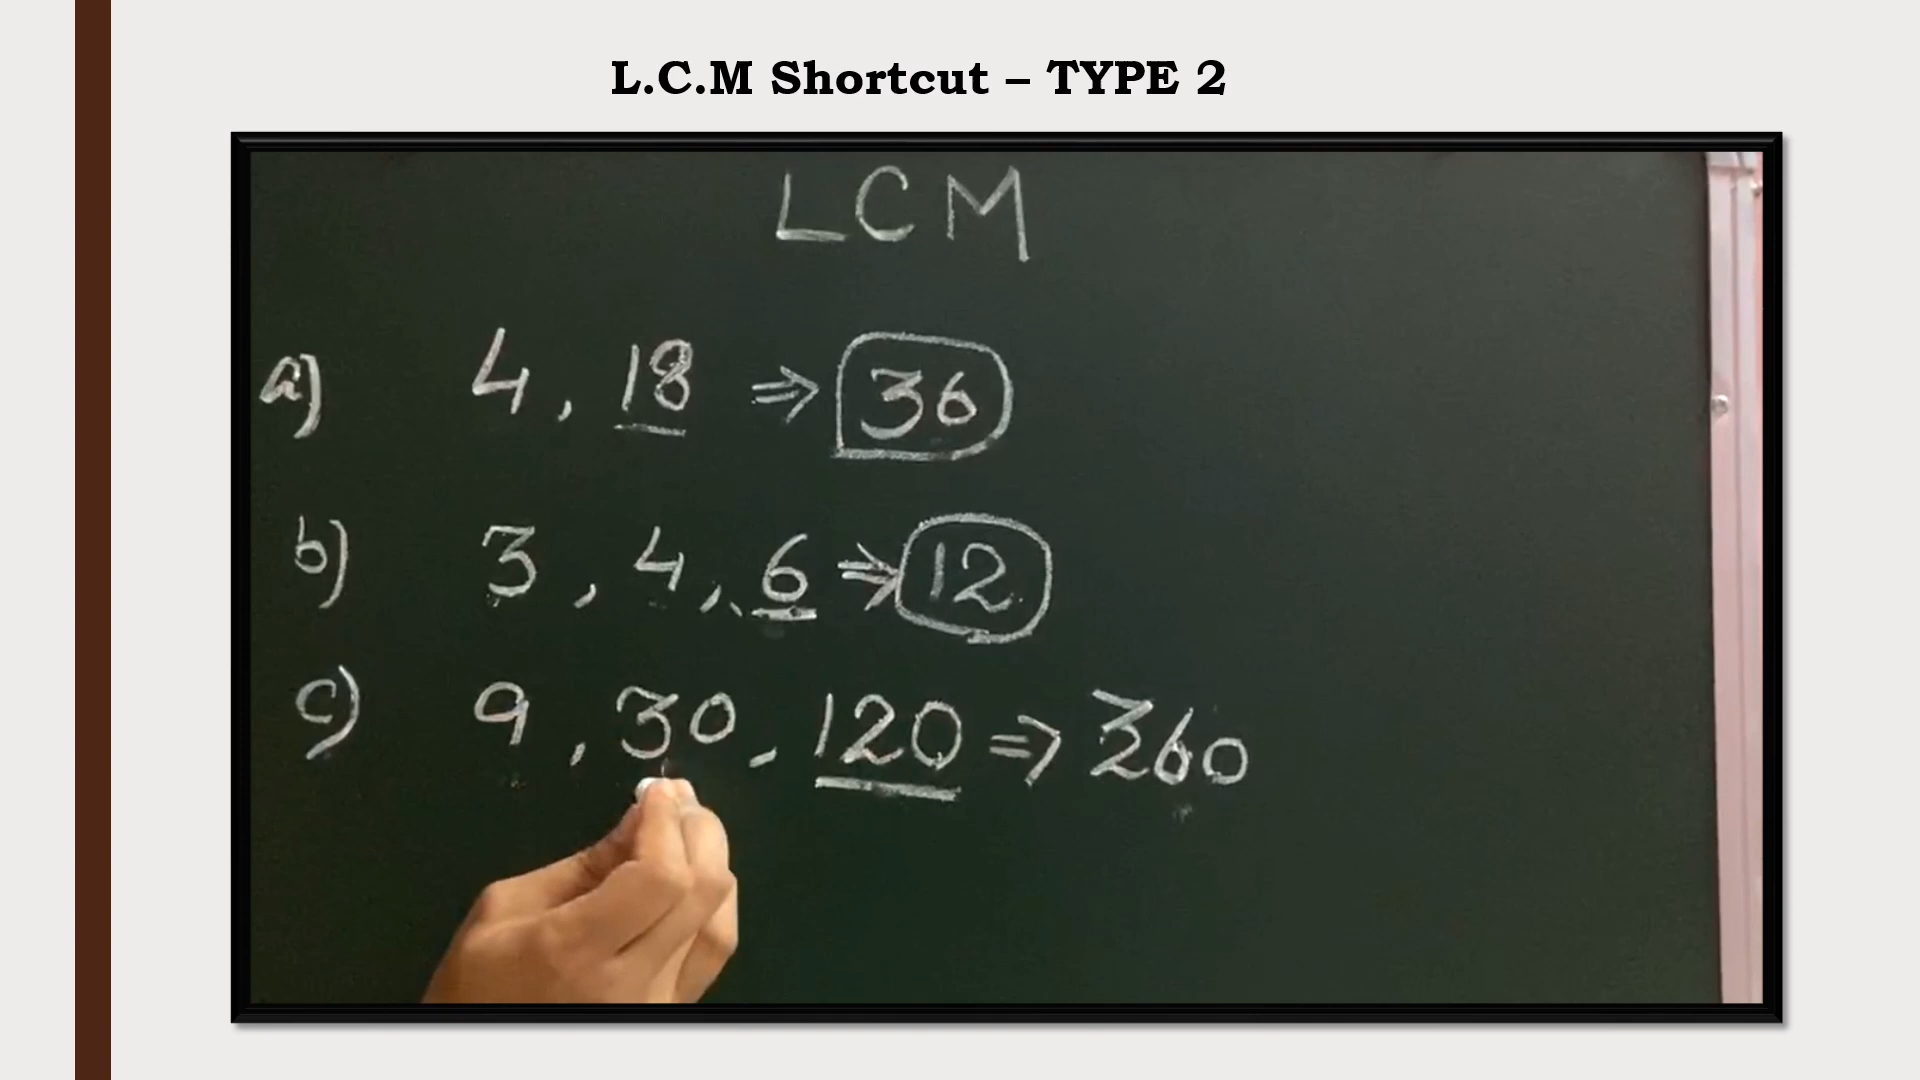 L.C.M Shortcut – TYPE 2
LCM
a) 4, 18 ⇒ 36
b) 3, 4, 6 ⇒ 12
c) 9, 30, 120 ⇒ 360